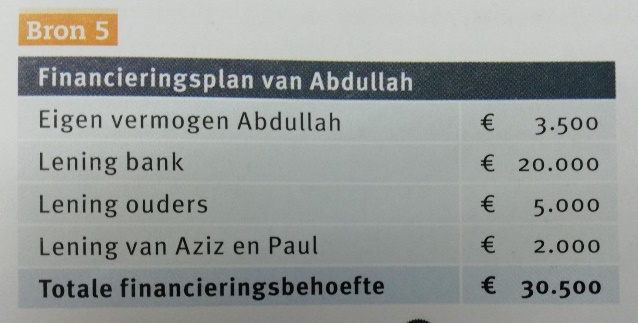 Bron 5
Financieringsplan van Abdullah
Eigen vermogen Abdullah € 3.500
Lening bank € 20.000
Lening ouders € 5.000
Lening van Aziz en Paul € 2.000
Totale financieringsbehoefte € 30.500